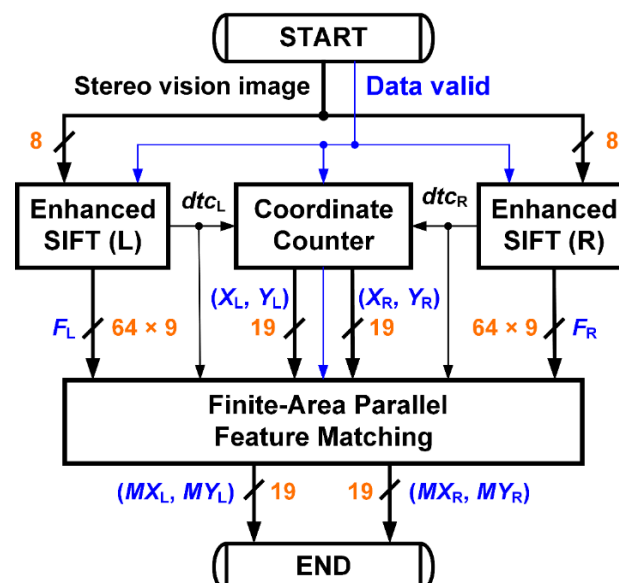 START
Stereo vision image Data valid
8 8
Enhanced SIFT (L)
dtcL
Coordinate Counter
dtcR
Enhanced SIFT (R)
(XL, YL) (XR, YR)
FL 64 × 9 19 19 64 × 9 FR
Finite-Area Parallel
Feature Matching
(MXL, MYL) 19 19 (MXR, MYR)
END